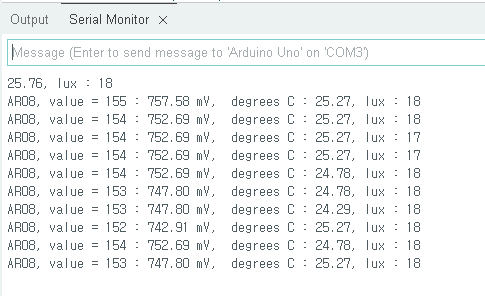 Output Serial Monitor ×
Message (Enter to send message to 'Arduino Uno' on 'COM3')
25.76, lux : 18
AR08, value = 155 : 757.58 mV,  degrees C : 25.27, lux : 18
AR08, value = 154 : 752.69 mV,  degrees C : 25.27, lux : 18
AR08, value = 154 : 752.69 mV,  degrees C : 25.27, lux : 17
AR08, value = 154 : 752.69 mV,  degrees C : 25.27, lux : 17
AR08, value = 154 : 752.69 mV,  degrees C : 24.78, lux : 18
AR08, value = 153 : 747.80 mV,  degrees C : 24.78, lux : 18
AR08, value = 153 : 747.80 mV,  degrees C : 24.29, lux : 18
AR08, value = 152 : 742.91 mV,  degrees C : 25.27, lux : 18
AR08, value = 154 : 752.69 mV,  degrees C : 24.78, lux : 18
AR08, value = 153 : 747.80 mV,  degrees C : 25.27, lux : 18